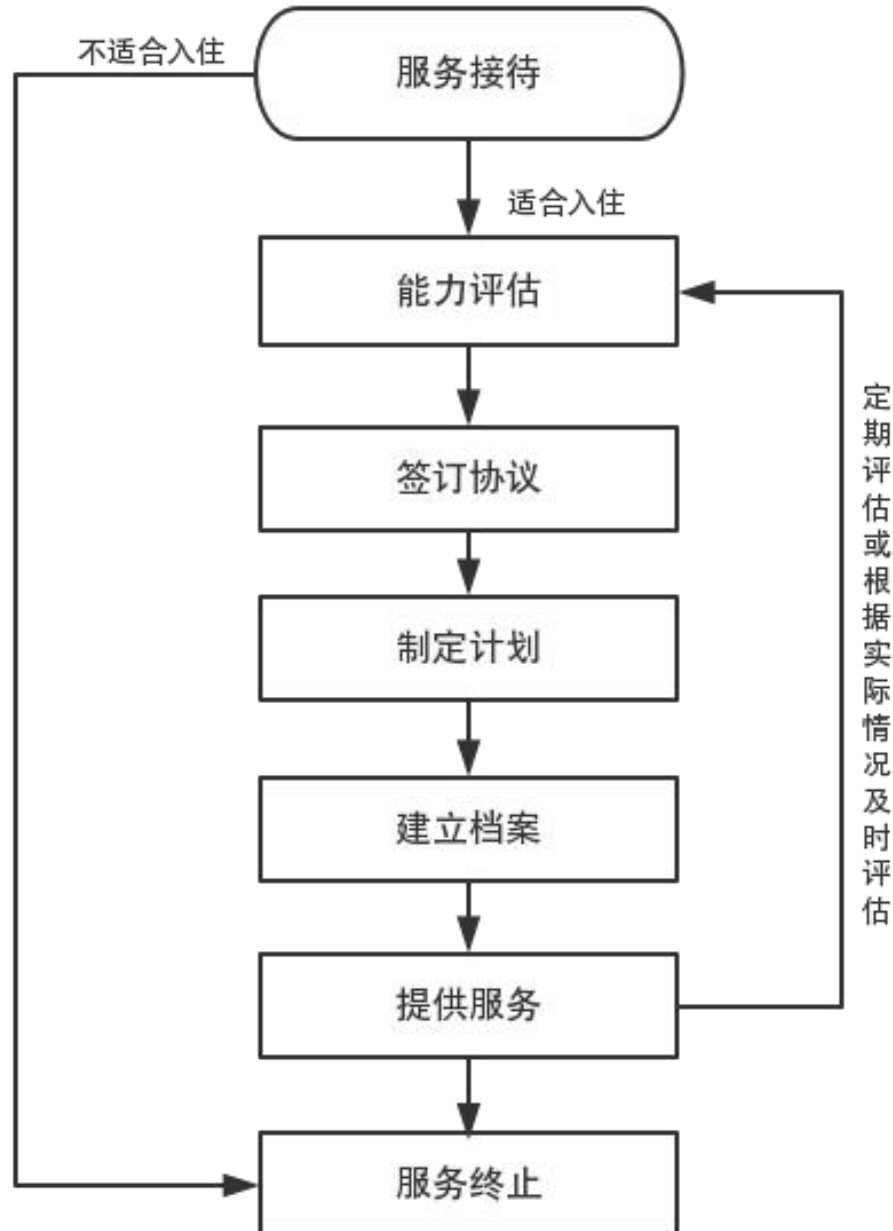 不适合入住
服务接待
适合入住
能力评估
签订协议
制定计划
建立档案
提供服务
服务终止
定期评估或根据实际情况及时评估